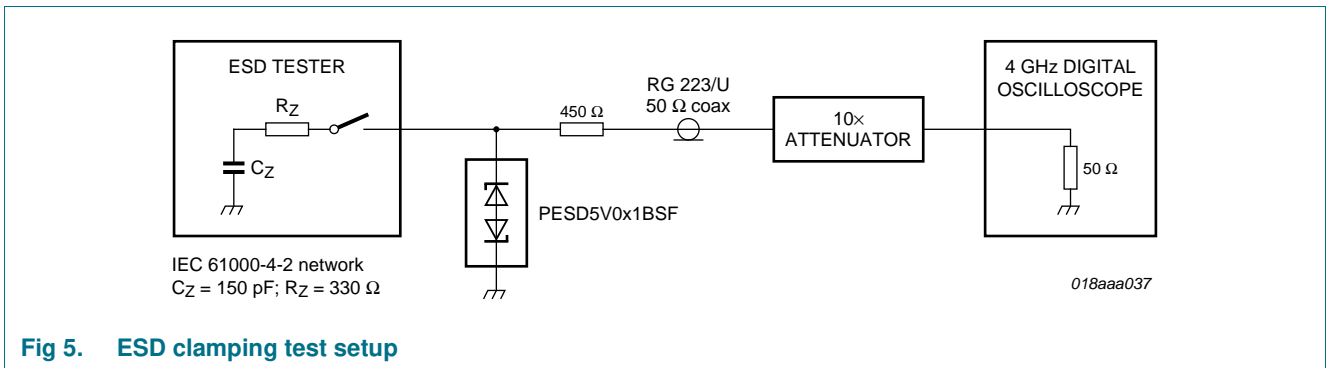 ESD TESTER
RZ
CZ
IEC 61000-4-2 network
CZ = 150 pF; RZ = 330 Ω
450 Ω
RG 223/U
50 Ω coax
PESD5V0x1BSF
10×
ATTENUATOR
4 GHz DIGITAL
OSCILLOSCOPE
50 Ω
018aaa037
Fig 5. ESD clamping test setup